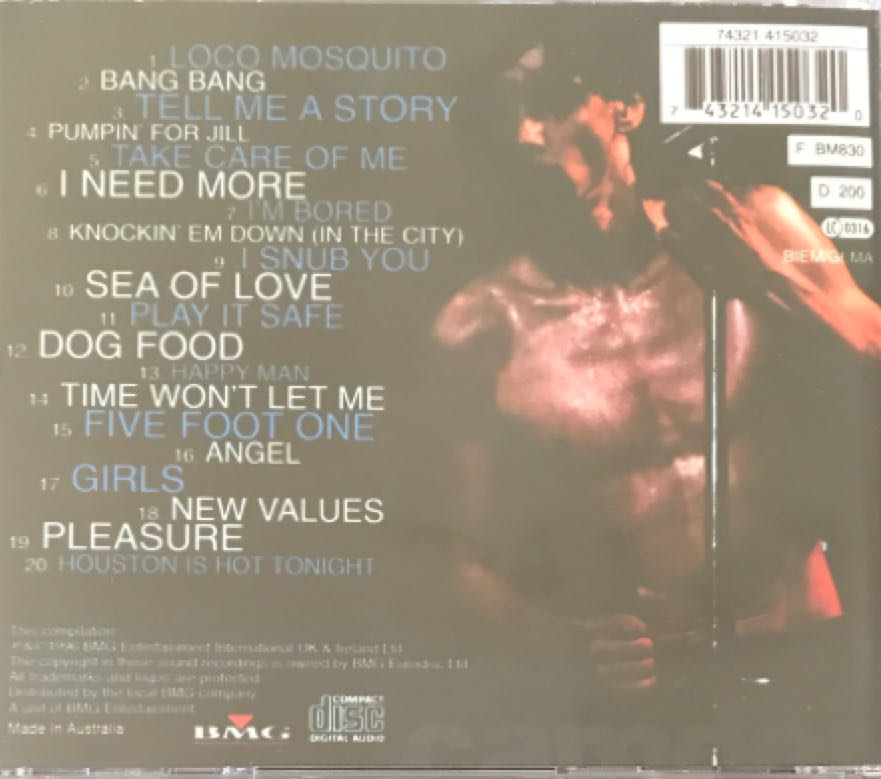 1. LOCO MOSQUITO
2. BANG BANG
3. TELL ME A STORY
4. PUMPIN' FOR JILL
5. TAKE CARE OF ME
6. I NEED MORE
7. I'M BORED
8. KNOCKIN' EM DOWN (IN THE CITY)
9. I SNUB YOU
10. SEA OF LOVE
11. PLAY IT SAFE
12. DOG FOOD
13. HAPPY MAN
14. TIME WON'T LET ME
15. FIVE FOOT ONE
16. ANGEL
17. GIRLS
18. NEW VALUES
19. PLEASURE
20. HOUSTON IS HOT TONIGHT
74321 415032
7 43214 15032 0
F BM830
D 200
LC 0316
BIEM/GEMA
This compilation
1996 BMG Entertainment International UK & Ireland Ltd
The copyright in these sound recordings is owned by BMG Eurodisc Ltd
All trademarks and logos are protected
Distributed by the local BMG company
A unit of BMG Entertainment
Made in Australia
BMG
COMPACT
disc
DIGITAL AUDIO